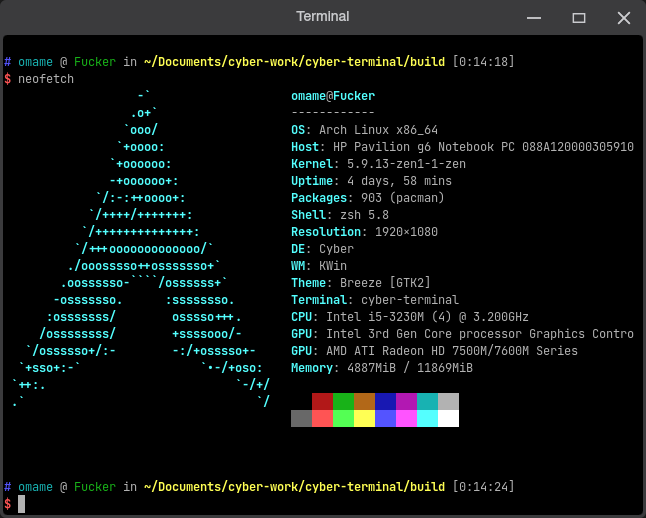 Terminal
# omame @ Fucker in ~/Documents/cyber-work/cyber-terminal/build [0:14:18]
$ neofetch
-` omame@Fucker
.o+` ------------
`ooo/ OS: Arch Linux x86_64
`+oooo: Host: HP Pavilion g6 Notebook PC 088A120000305910
`+oooooo: Kernel: 5.9.13-zen1-1-zen
-+oooooo+: Uptime: 4 days, 58 mins
`/:-:++oooo+: Packages: 903 (pacman)
`/++++/+++++++: Shell: zsh 5.8
`/++++++++++++++: Resolution: 1920×1080
`/+++ooooooooooooo/` DE: Cyber
./ooosssso++osssssso+` WM: KWin
.oossssso-````/ossssss+` Theme: Breeze [GTK2]
-osssssso. :ssssssso. Terminal: cyber-terminal
:osssssss/ osssso+++. CPU: Intel i5-3230M (4) @ 3.200GHz
/ossssssss/ +ssssooo/- GPU: Intel 3rd Gen Core processor Graphics Contro
`/ossssso+/:- -:/+osssso+- GPU: AMD ATI Radeon HD 7500M/7600M Series
`+sso+:-` `.-/+oso: Memory: 4887MiB / 11869MiB
`++:. `-/+/
.` `/
# omame @ Fucker in ~/Documents/cyber-work/cyber-terminal/build [0:14:24]
$